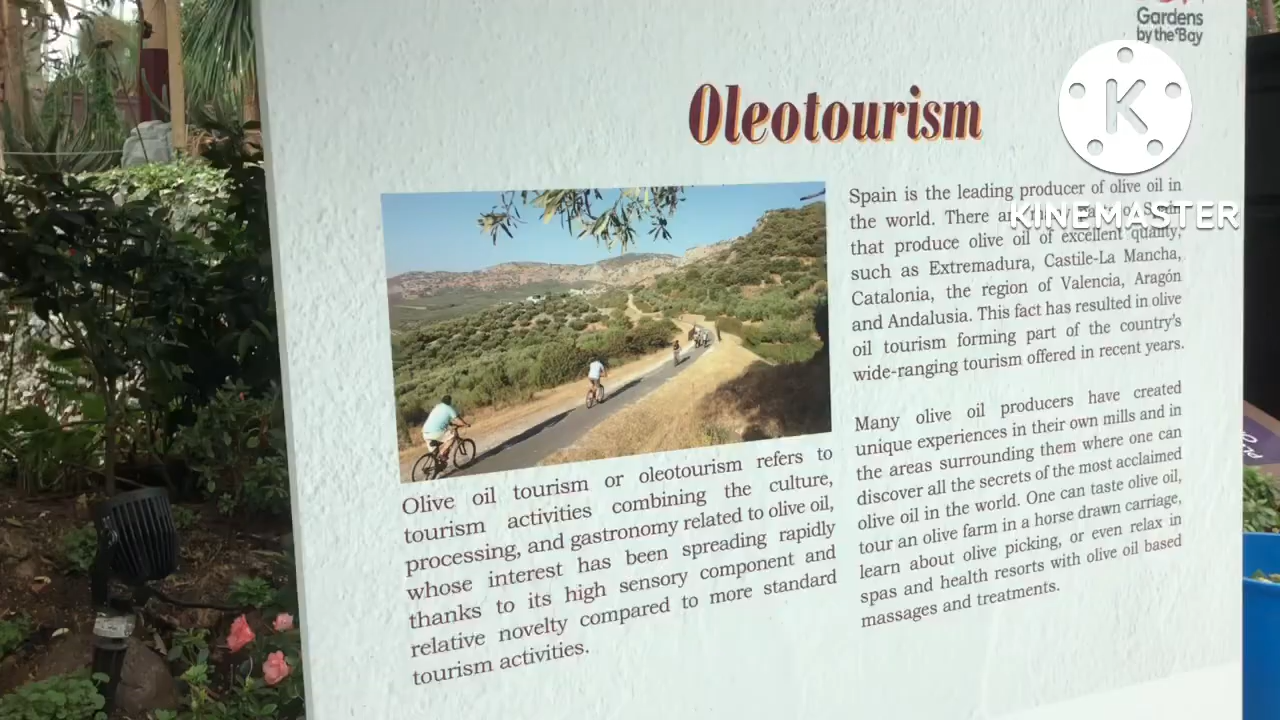 Gardens
by the Bay
Oleotourism
KINEMASTER
Olive oil tourism or oleotourism refers to
tourism activities combining the culture,
processing, and gastronomy related to olive oil,
whose interest has been spreading rapidly
thanks to its high sensory component and
relative novelty compared to more standard
tourism activities.
Spain is the leading producer of olive oil in
the world. There
that produce olive oil of excellent quality,
such as Extremadura, Castile-La Mancha,
Catalonia, the region of Valencia, Aragón
and Andalusia. This fact has resulted in olive
oil tourism forming part of the country's
wide-ranging tourism offered in recent years.
Many olive oil producers have created
unique experiences in their own mills and in
the areas surrounding them where one can
discover all the secrets of the most acclaimed
olive oil in the world. One can taste olive oil,
tour an olive farm in a horse drawn carriage,
learn about olive picking, or even relax in
spas and health resorts with olive oil based
massages and treatments.